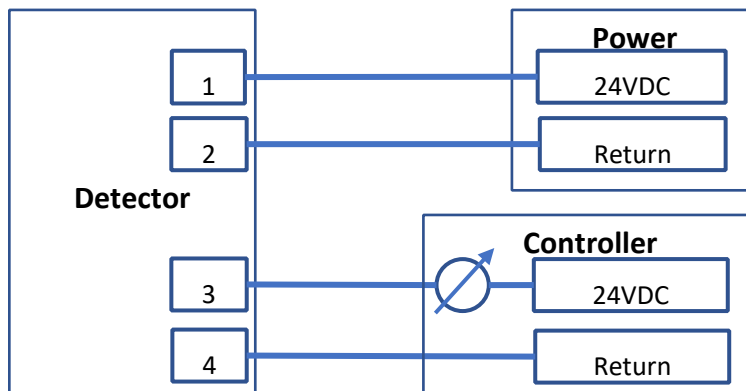 Power
1
24VDC
2
Return
Detector
Controller
3
24VDC
4
Return